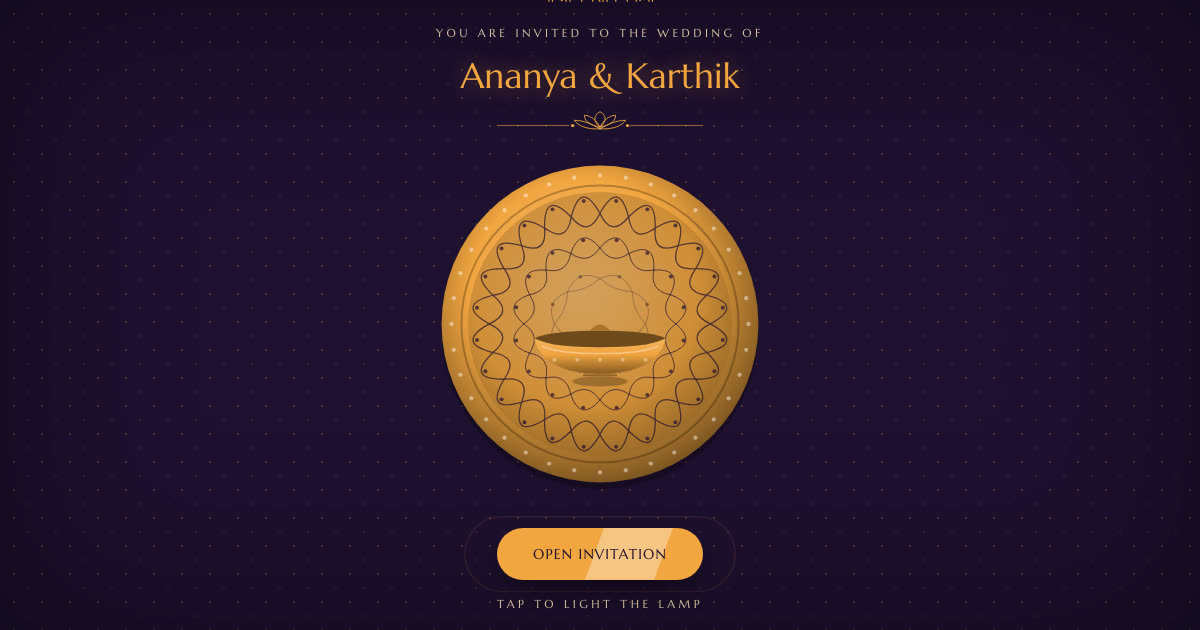 YOU ARE INVITED TO THE WEDDING OF
Ananya & Karthik
OPEN INVITATION
TAP TO LIGHT THE LAMP